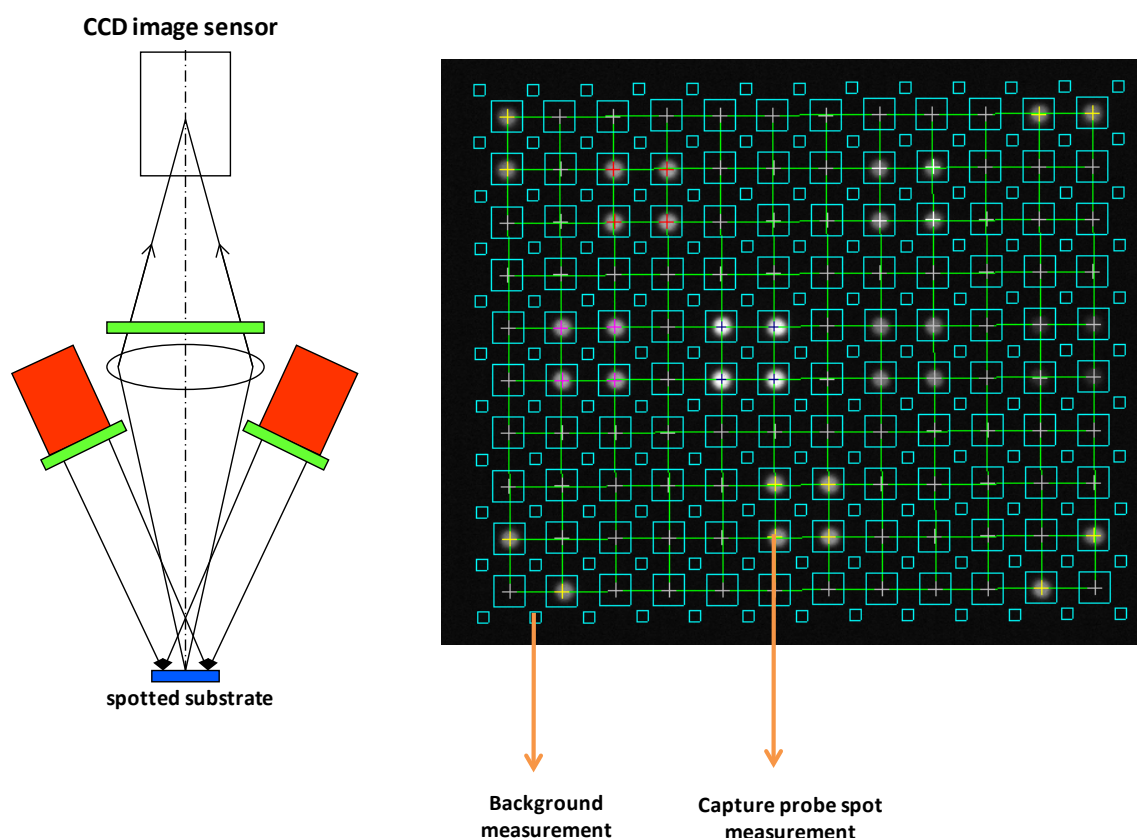 CCD image sensor
spotted substrate
Background
measurement
Capture probe spot
measurement